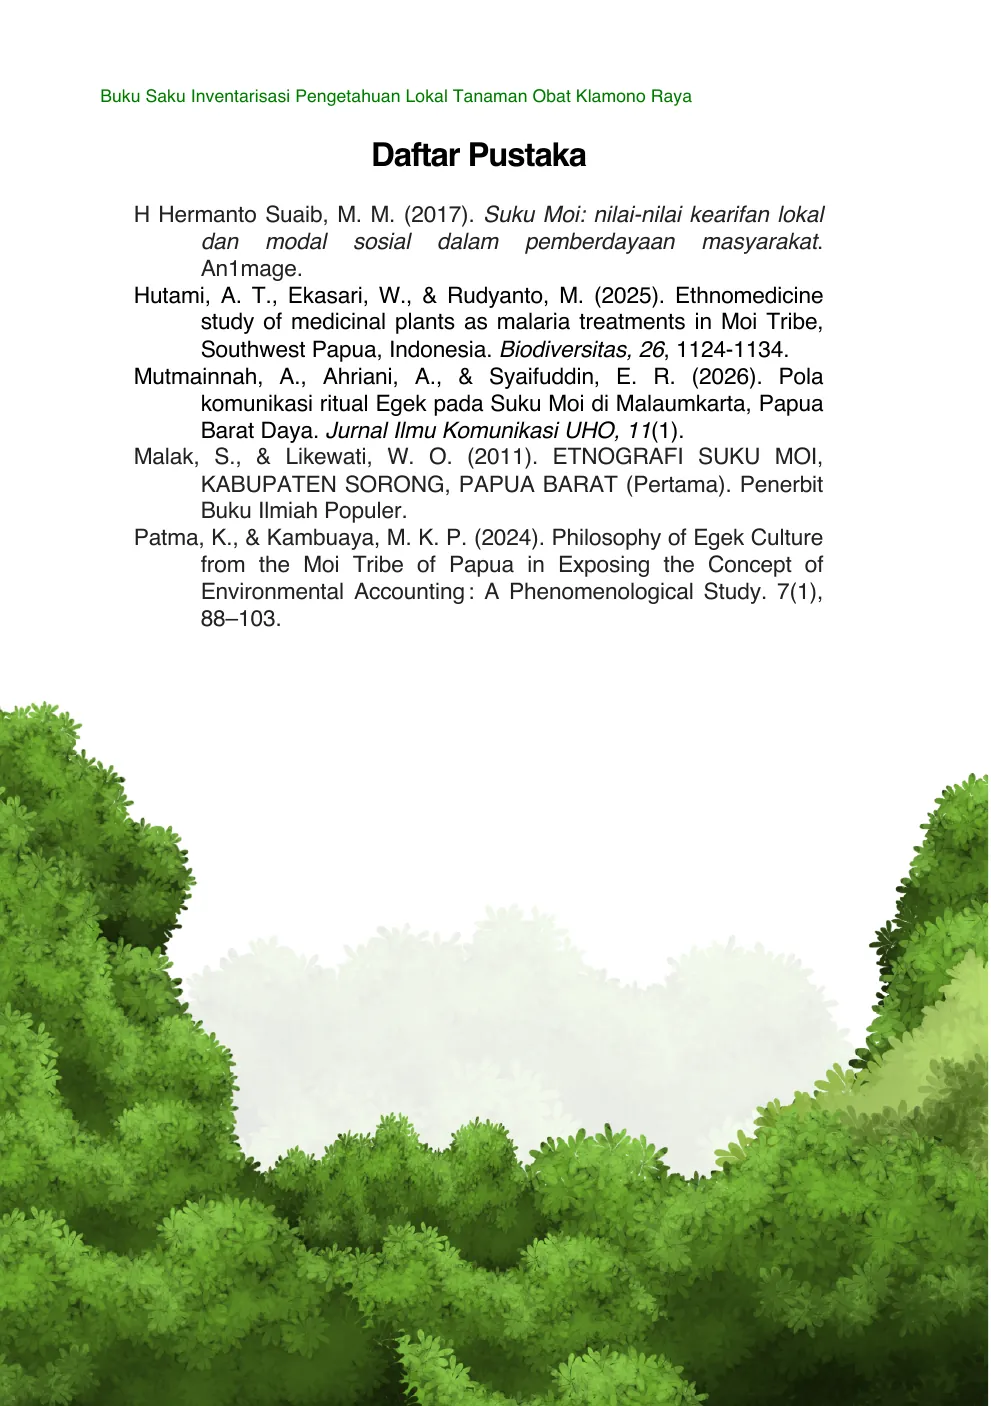 Buku Saku Inventarisasi Pengetahuan Lokal Tanaman Obat Klamono Raya
Daftar Pustaka
H Hermanto Suaib, M. M. (2017). Suku Moi: nilai-nilai kearifan lokal
dan modal sosial dalam pemberdayaan masyarakat.
An1mage.
Hutami, A. T., Ekasari, W., & Rudyanto, M. (2025). Ethnomedicine
study of medicinal plants as malaria treatments in Moi Tribe,
Southwest Papua, Indonesia. Biodiversitas, 26, 1124-1134.
Mutmainnah, A., Ahriani, A., & Syaifuddin, E. R. (2026). Pola
komunikasi ritual Egek pada Suku Moi di Malaumkarta, Papua
Barat Daya. Jurnal Ilmu Komunikasi UHO, 11(1).
Malak, S., & Likewati, W. O. (2011). ETNOGRAFI SUKU MOI,
KABUPATEN SORONG, PAPUA BARAT (Pertama). Penerbit
Buku Ilmiah Populer.
Patma, K., & Kambuaya, M. K. P. (2024). Philosophy of Egek Culture
from the Moi Tribe of Papua in Exposing the Concept of
Environmental Accounting : A Phenomenological Study. 7(1),
88–103.